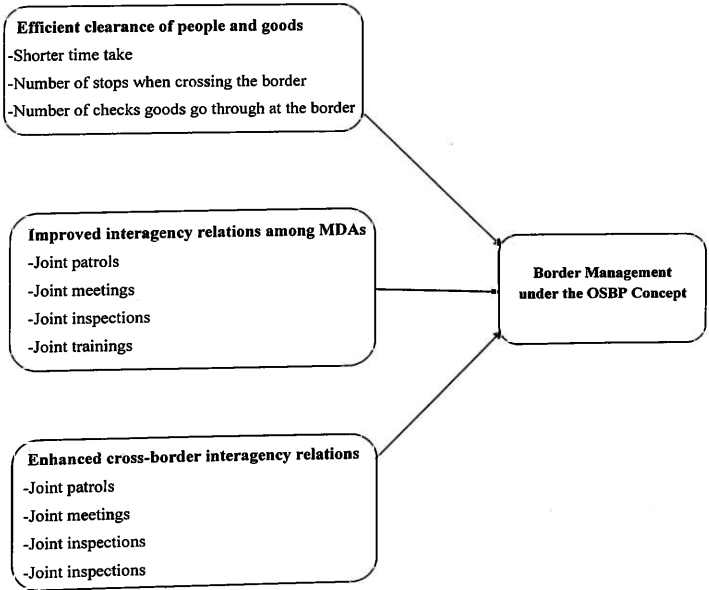 Efficient clearance of people and goods
-Shorter time take
-Number of stops when crossing the border
-Number of checks goods go through at the border
Improved interagency relations among MDAs
-Joint patrols
-Joint meetings
-Joint inspections
-Joint trainings
Border Management
under the OSBP Concept
Enhanced cross-border interagency relations
-Joint patrols
-Joint meetings
-Joint inspections
-Joint inspections